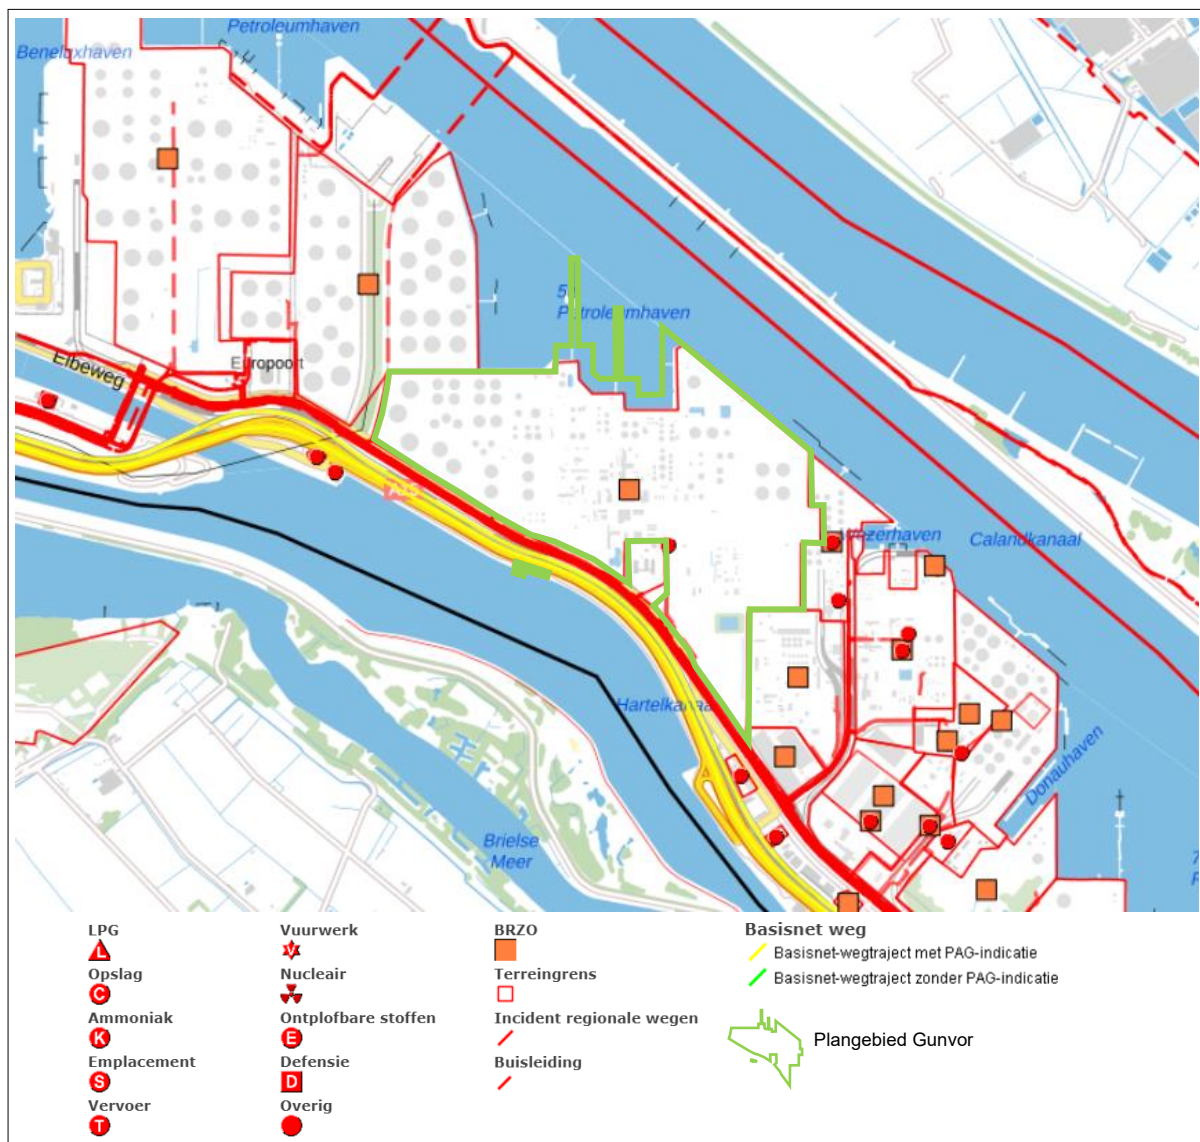 Petroleumhaven
Beneluxhaven
Petroleumhaven
Elbeweg
Europoort
Calandkanaal
Hartelkanaal
Donauhaven
Brielse
Meer
7
LPG
L
Vuurwerk
V
BRZO
Basisnet weg
Basisnet-wegtraject met PAG-indicatie
Opslag
C
Nucleair
Terreingrens
Basisnet-wegtraject zonder PAG-indicatie
Ammoniak
K
Ontplofbare stoffen
E
Incident regionale wegen
Plangebied Gunvor
Emplacement
S
Defensie
D
Buisleiding
Vervoer
T
Overig